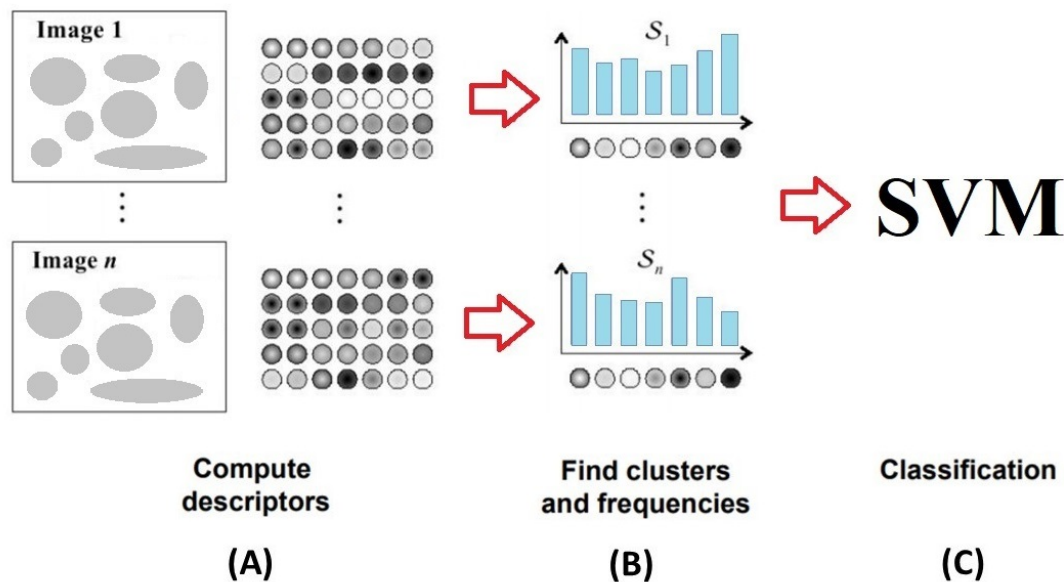 Image 1
S1
SVM
Image n
Sn
Compute
descriptors
Find clusters
and frequencies
Classification
(A)
(B)
(C)